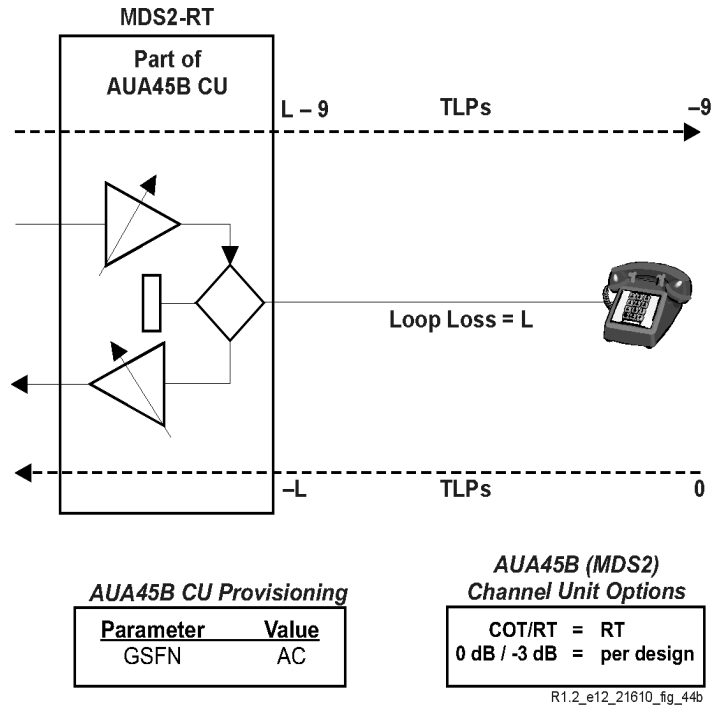 MDS2-RT
Part of
AUA45B CU
L – 9
TLPs
–9
Loop Loss = L
–L
TLPs
0
AUA45B CU Provisioning
Parameter Value
GSFN AC
AUA45B (MDS2)
Channel Unit Options
COT/RT = RT
0 dB / -3 dB = per design
R1.2_e12_21610_fig_44b